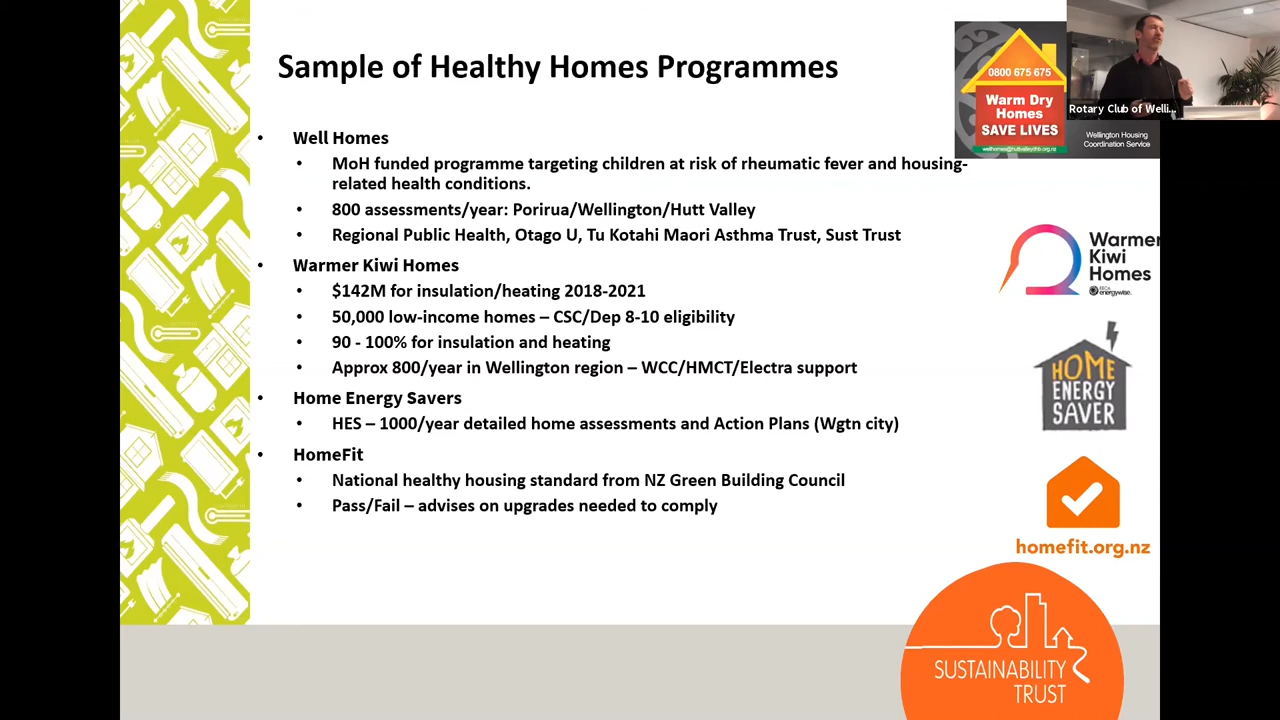 Sample of Healthy Homes Programmes
0800 675 675
Warm Dry
Homes
SAVE LIVES
wellhomes@huttvalleydhb.org.nz
Rotary Club of Welli...
Wellington Housing
Coordination Service
• Well Homes
• MoH funded programme targeting children at risk of rheumatic fever and housing-
related health conditions.
• 800 assessments/year: Porirua/Wellington/Hutt Valley
• Regional Public Health, Otago U, Tu Kotahi Maori Asthma Trust, Sust Trust
• Warmer Kiwi Homes
• $142M for insulation/heating 2018-2021
• 50,000 low-income homes – CSC/Dep 8-10 eligibility
• 90 - 100% for insulation and heating
• Approx 800/year in Wellington region – WCC/HMCT/Electra support
• Home Energy Savers
• HES – 1000/year detailed home assessments and Action Plans (Wgtn city)
• HomeFit
• National healthy housing standard from NZ Green Building Council
• Pass/Fail – advises on upgrades needed to comply
Warmer
Kiwi
Homes
EECA
energywise.
HOME
ENERGY
SAVER
homefit.org.nz
SUSTAINABILITY
TRUST